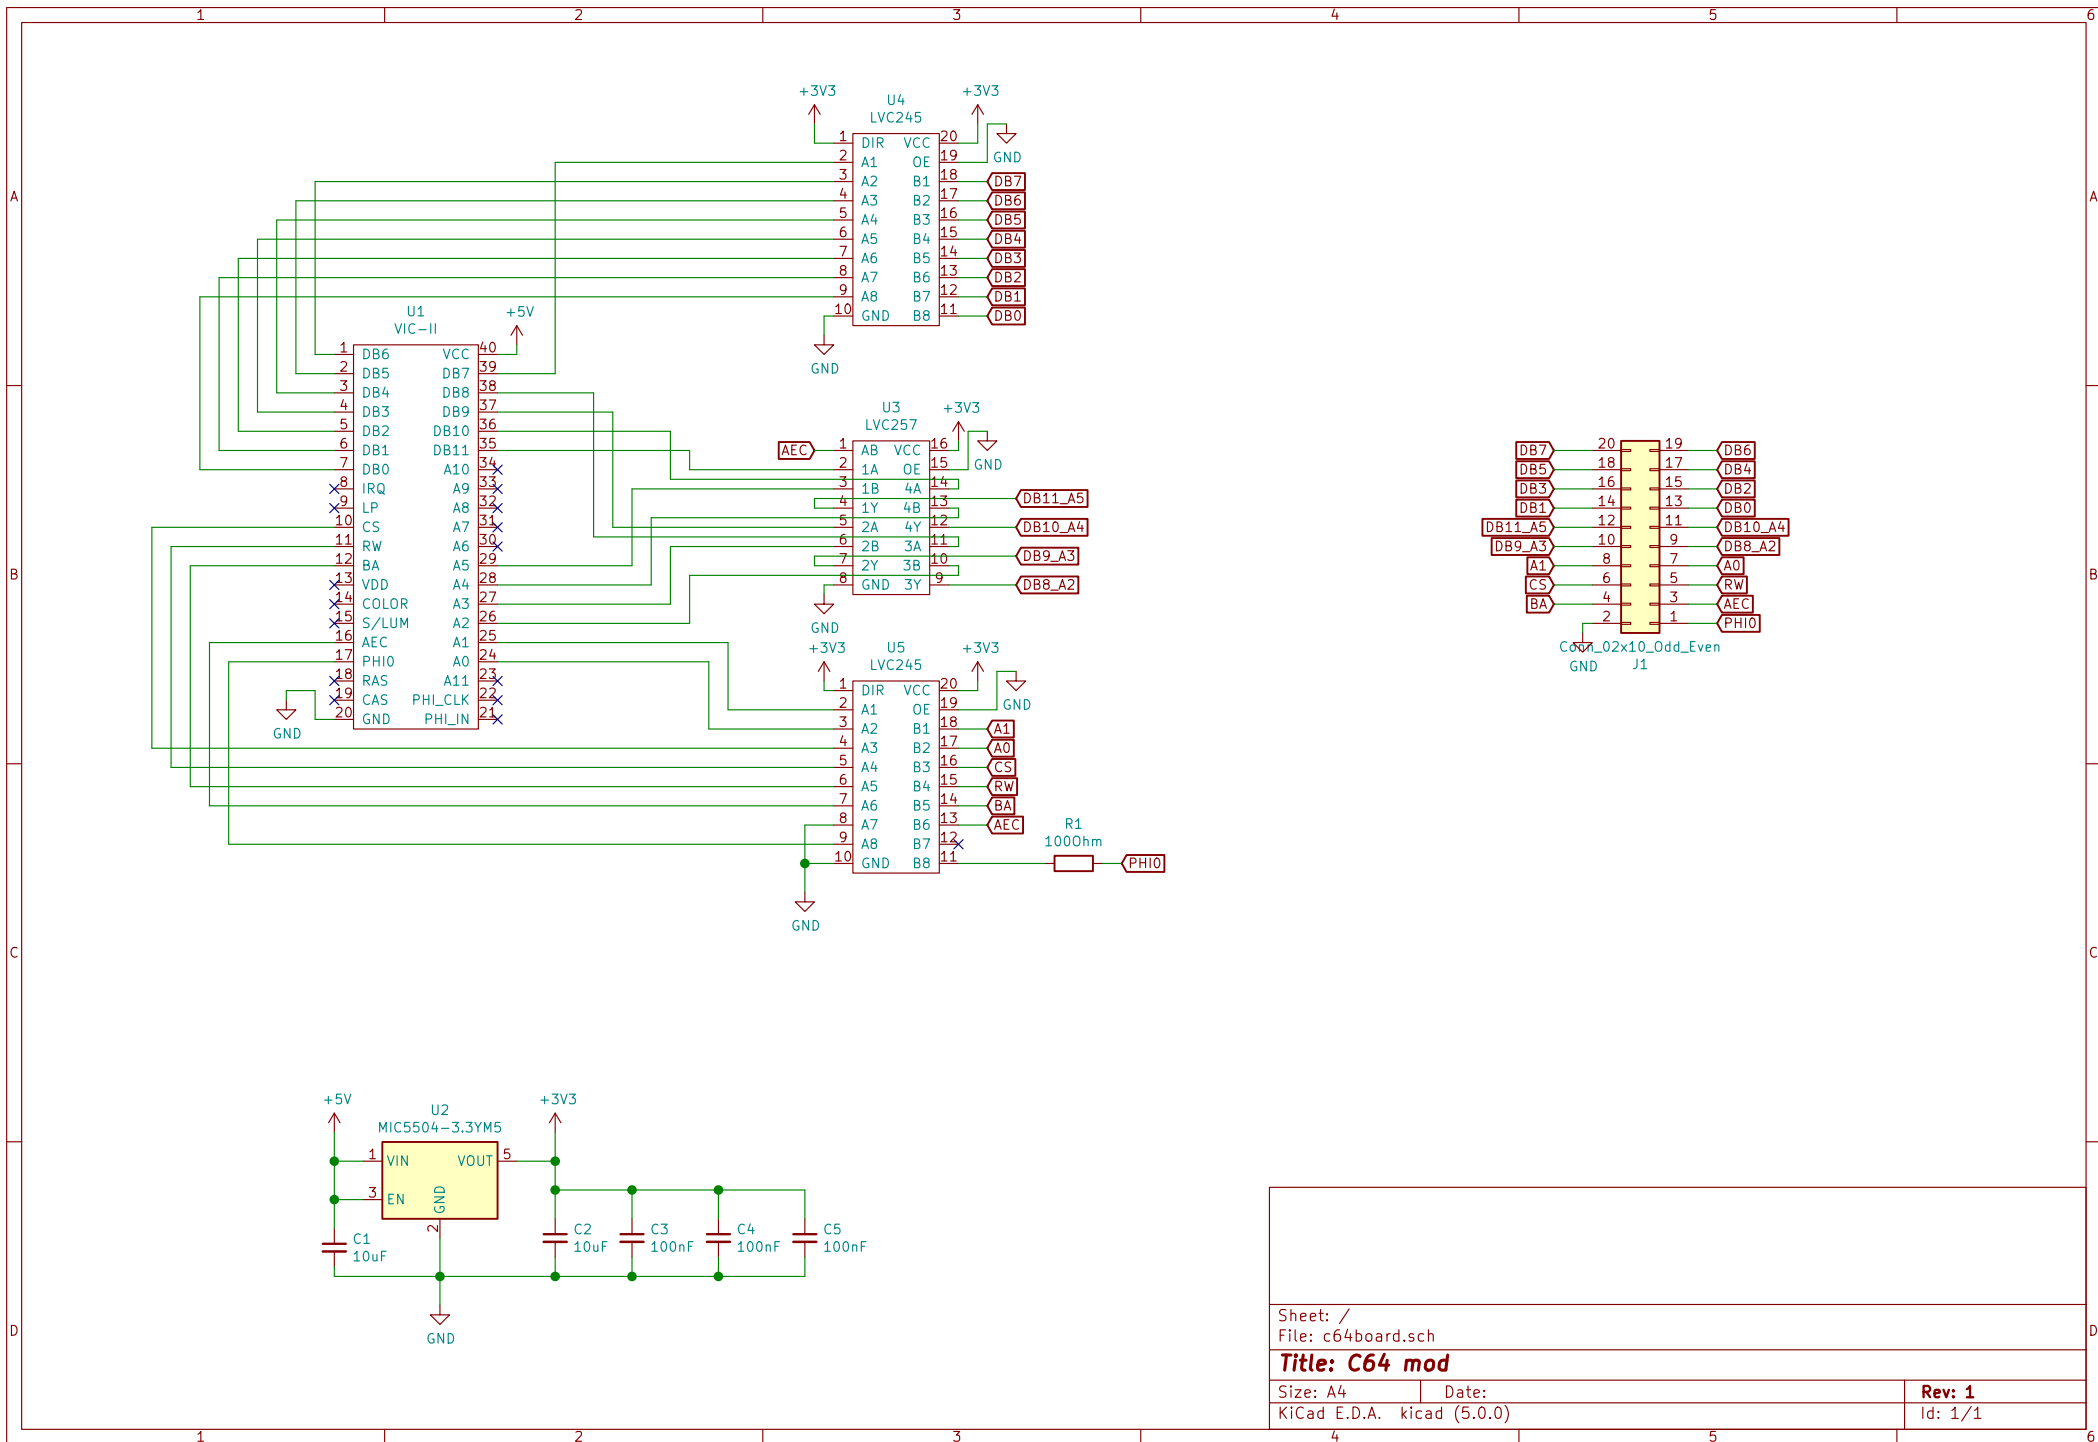 1 2 3 4 5 6
A
B
C
D
A
B
C
D
+3V3 +3V3
U4
LVC245
GND
1 DIR VCC 20
2 A1 OE 19
3 A2 B1 18 DB7
4 A3 B2 17 DB6
5 A4 B3 16 DB5
6 A5 B4 15 DB4
7 A6 B5 14 DB3
8 A7 B6 13 DB2
9 A8 B7 12 DB1
10 GND B8 11 DB0
GND
U1
VIC-II
+5V
1 DB6 VCC 40
2 DB5 DB7 39
3 DB4 DB8 38
4 DB3 DB9 37
5 DB2 DB10 36
6 DB1 DB11 35
7 DB0 A10 34
8 IRQ A9 33
9 LP A8 32
10 CS A7 31
11 RW A6 30
12 BA A5 29
13 VDD A4 28
14 COLOR A3 27
15 S/LUM A2 26
16 AEC A1 25
17 PHI0 A0 24
18 RAS A11 23
19 CAS PHI_CLK 22
20 GND PHI_IN 21
GND
U3
LVC257
+3V3
GND
AEC 1 AB VCC 16
2 1A OE 15
3 1B 4A 14
4 1Y 4B 13
DB11_A5
5 2A 4Y 12 DB10_A4
6 2B 3A 11
7 2Y 3B 10
DB9_A3
8 GND 3Y 9 DB8_A2
GND
+3V3 +3V3
U5
LVC245
GND
1 DIR VCC 20
2 A1 OE 19
3 A2 B1 18 A1
4 A3 B2 17 A0
5 A4 B3 16 CS
6 A5 B4 15 RW
7 A6 B5 14 BA
8 A7 B6 13 AEC
9 A8 B7 12
10 GND B8 11
R1
100Ohm
PHI0
GND
DB7 20 19 DB6
DB5 18 17 DB4
DB3 16 15 DB2
DB1 14 13 DB0
DB11_A5 12 11 DB10_A4
DB9_A3 10 9 DB8_A2
A1 8 7 A0
CS 6 5 RW
BA 4 3 AEC
2 1 PHI0
Conn_02x10_Odd_Even
J1
GND
+5V +3V3
U2
MIC5504-3.3YM5
1 VIN VOUT 5
3 EN
GND
2
C1
10uF
C2
10uF
C3
100nF
C4
100nF
C5
100nF
GND
Sheet: /
File: c64board.sch
Title: C64 mod
Size: A4 Date: Rev: 1
KiCad E.D.A. kicad (5.0.0) Id: 1/1
1 2 3 4 5 6